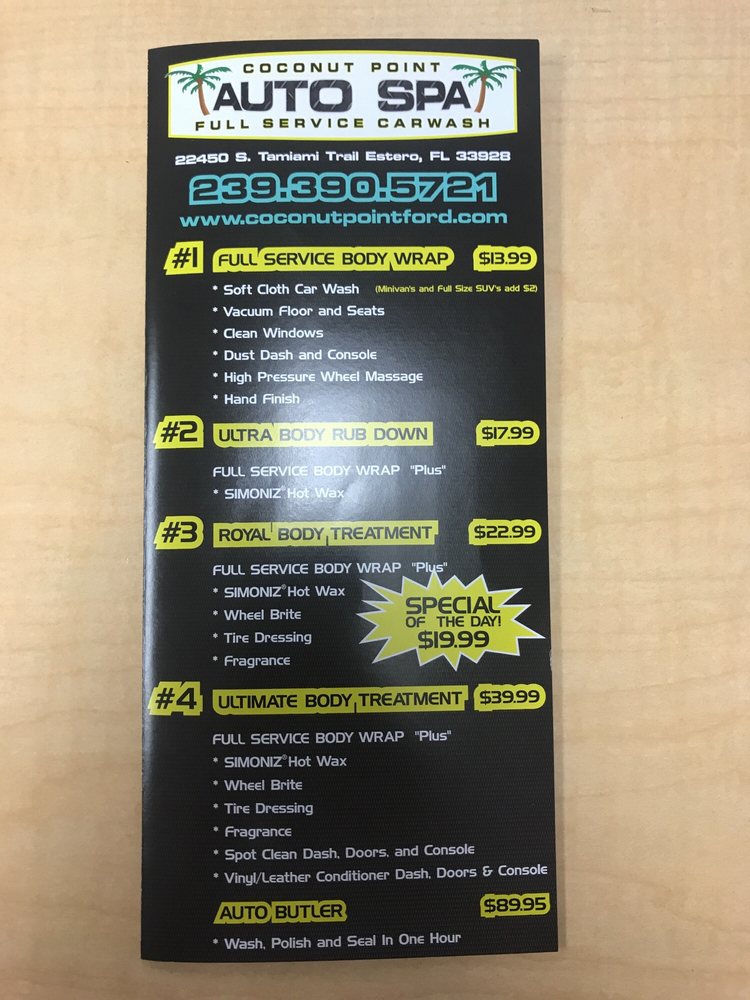 COCONUT POINT
AUTO SPA
FULL SERVICE CARWASH
22450 S. Tamiami Trail Estero, FL 33928
239.390.5721
www.coconutpointford.com
#1 FULL SERVICE BODY WRAP $13.99
* Soft Cloth Car Wash (Minivan's and Full Size SUV's add $2)
* Vacuum Floor and Seats
* Clean Windows
* Dust Dash and Console
* High Pressure Wheel Massage
* Hand Finish
#2 ULTRA BODY RUB DOWN $17.99
FULL SERVICE BODY WRAP "Plus"
* SIMONIZ® Hot Wax
#3 ROYAL BODY TREATMENT $22.99
FULL SERVICE BODY WRAP "Plus"
* SIMONIZ® Hot Wax
* Wheel Brite
* Tire Dressing
* Fragrance
SPECIAL
OF THE DAY!
$19.99
#4 ULTIMATE BODY TREATMENT $39.99
FULL SERVICE BODY WRAP "Plus"
* SIMONIZ® Hot Wax
* Wheel Brite
* Tire Dressing
* Fragrance
* Spot Clean Dash, Doors, and Console
* Vinyl/Leather Conditioner Dash, Doors & Console
AUTO BUTLER $89.95
* Wash, Polish and Seal In One Hour